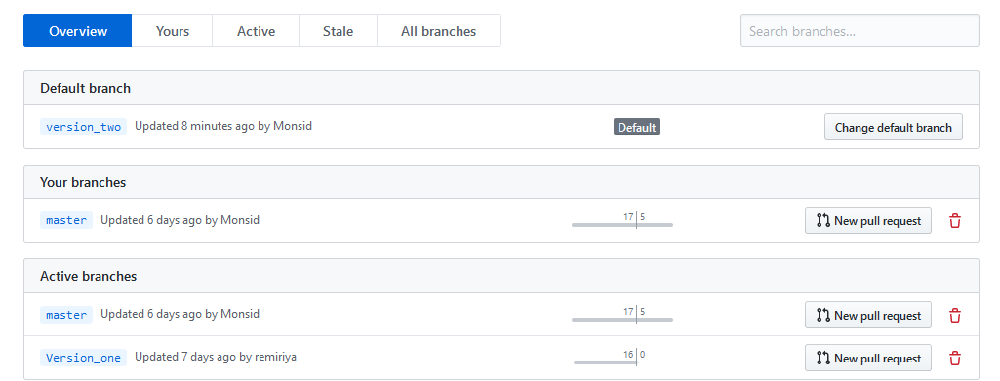 Overview Yours Active Stale All branches Search branches...
Default branch
version_two Updated 8 minutes ago by Monsid Default Change default branch
Your branches
master Updated 6 days ago by Monsid 17 5 New pull request
Active branches
master Updated 6 days ago by Monsid 17 5 New pull request
Version_one Updated 7 days ago by remiriya 16 0 New pull request